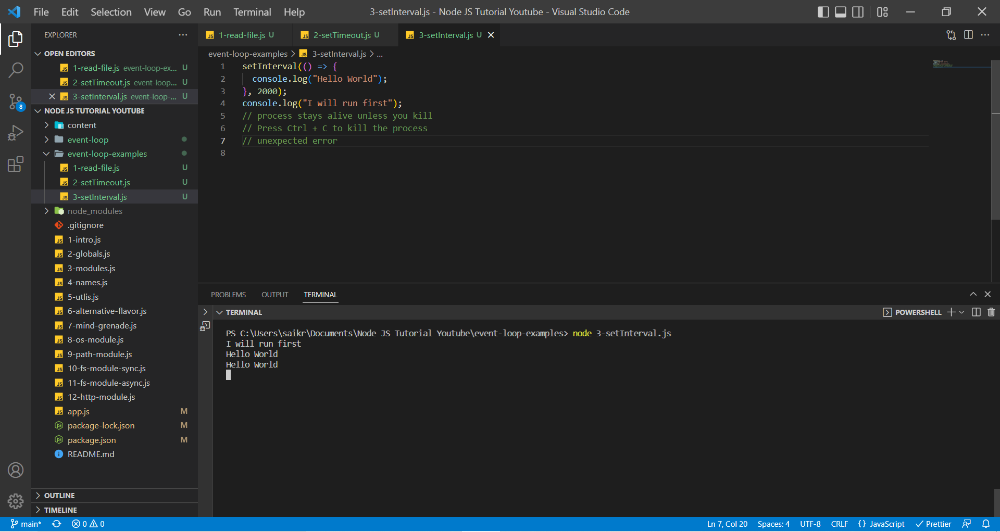 File Edit Selection View Go Run Terminal Help 3-setInterval.js - Node JS Tutorial Youtube - Visual Studio Code
EXPLORER
OPEN EDITORS
1-read-file.js event-loop-ex... U
2-setTimeout.js event-loop... U
3-setInterval.js event-loop-... U
NODE JS TUTORIAL YOUTUBE
content
event-loop
event-loop-examples
1-read-file.js U
2-setTimeout.js U
3-setInterval.js U
node_modules
.gitignore
1-intro.js
2-globals.js
3-modules.js
4-names.js
5-utlis.js
6-alternative-flavor.js
7-mind-grenade.js
8-os-module.js
9-path-module.js
10-fs-module-sync.js
11-fs-module-async.js
12-http-module.js
app.js M
package-lock.json M
package.json M
README.md
OUTLINE
TIMELINE
8
1-read-file.js U 2-setTimeout.js U 3-setInterval.js U
event-loop-examples > JS 3-setInterval.js > ...
1 setInterval(() => {
2 console.log("Hello World");
3 }, 2000);
4 console.log("I will run first");
5 // process stays alive unless you kill
6 // Press Ctrl + C to kill the process
7 // unexpected error
8
PROBLEMS OUTPUT TERMINAL
TERMINAL POWERSHELL
PS C:\Users\saikr\Documents\Node JS Tutorial Youtube\event-loop-examples> node 3-setInterval.js
I will run first
Hello World
Hello World
main* 0 0 Ln 7, Col 20 Spaces: 4 UTF-8 CRLF {} JavaScript Prettier